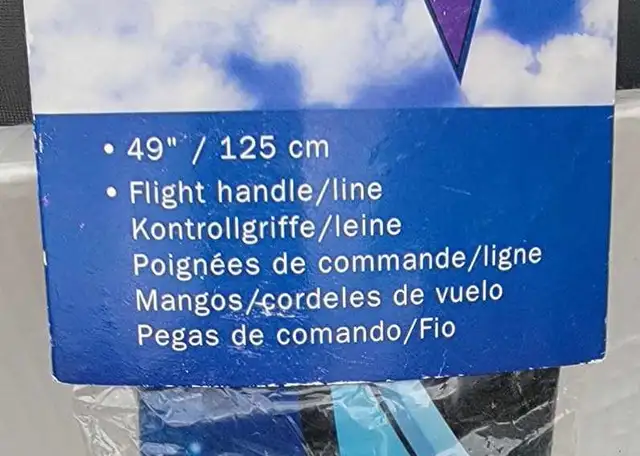 • 49" / 125 cm
• Flight handle/line
Kontrollgriffe/leine
Poignées de commande/ligne
Mangos/cordeles de vuelo
Pegas de comando/Fio